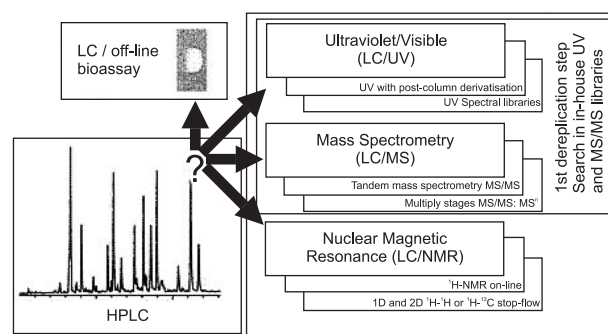 LC / off-line
bioassay
Ultraviolet/Visible
(LC/UV)
UV with post-column derivatisation
UV Spectral libraries
Mass Spectrometry
(LC/MS)
Tandem mass spectrometry MS/MS
Multiply stages MS/MS: MSⁿ
1st dereplication step
Search in in-house UV
and MS/MS libraries
?
Nuclear Magnetic
Resonance (LC/NMR)
¹H-NMR on-line
1D and 2D ¹H-¹H or ¹H-¹³C stop-flow
HPLC